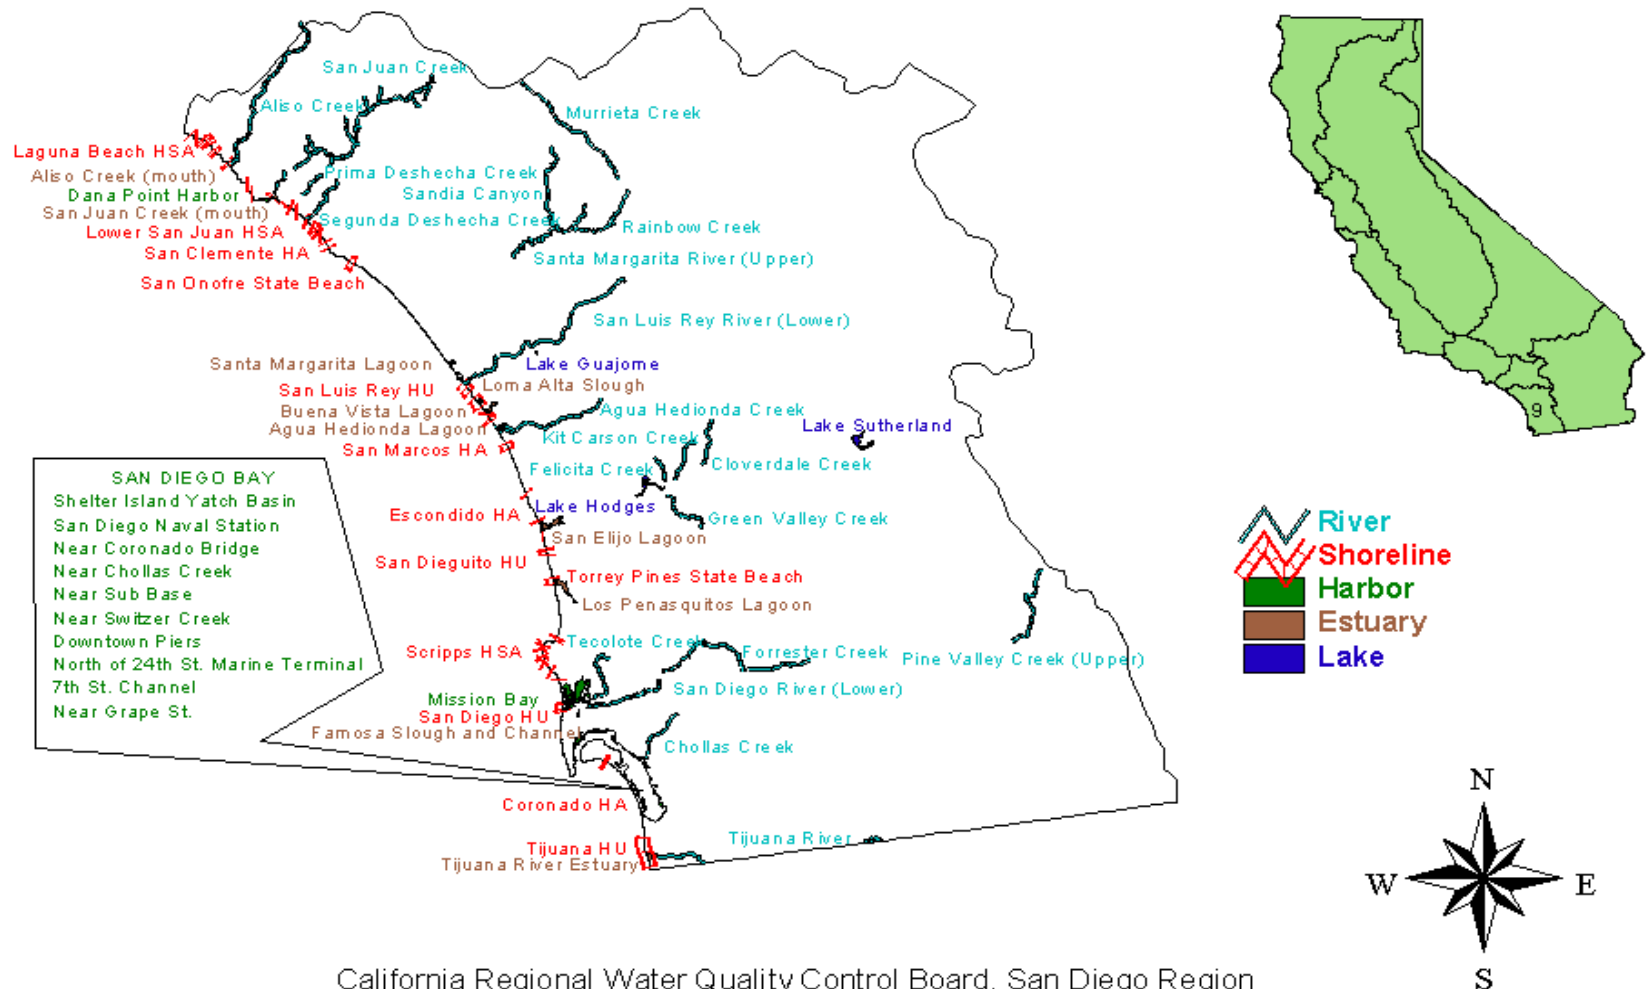 San Juan Creek
Aliso Creek
Murrieta Creek
Laguna Beach HSA
Aliso Creek (mouth)
Prima Deshecha Creek
Dana Point Harbor
Sandia Canyon
San Juan Creek (mouth)
Segunda Deshecha Creek
Lower San Juan HSA
Rainbow Creek
San Clemente HA
Santa Margarita River (Upper)
San Onofre State Beach
San Luis Rey River (Lower)
Santa Margarita Lagoon
Lake Guajome
San Luis Rey HU
Loma Alta Slough
Buena Vista Lagoon
Agua Hedionda Creek
Agua Hedionda Lagoon
Lake Sutherland
Kit Carson Creek
San Marcos HA
Felicita Creek
Cloverdale Creek
Lake Hodges
Escondido HA
Green Valley Creek
San Elijo Lagoon
San Dieguito HU
Torrey Pines State Beach
Los Penasquitos Lagoon
Tecolote Creek
Scripps HSA
Forrester Creek
Pine Valley Creek (Upper)
San Diego River (Lower)
Mission Bay
San Diego HU
Famosa Slough and Channel
Chollas Creek
Coronado HA
Tijuana River
Tijuana HU
Tijuana River Estuary
SAN DIEGO BAY
Shelter Island Yatch Basin
San Diego Naval Station
Near Coronado Bridge
Near Chollas Creek
Near Sub Base
Near Switzer Creek
Downtown Piers
North of 24th St. Marine Terminal
7th St. Channel
Near Grape St.
9
River
Shoreline
Harbor
Estuary
Lake
N
W
E
S
California Regional Water Quality Control Board, San Diego Region